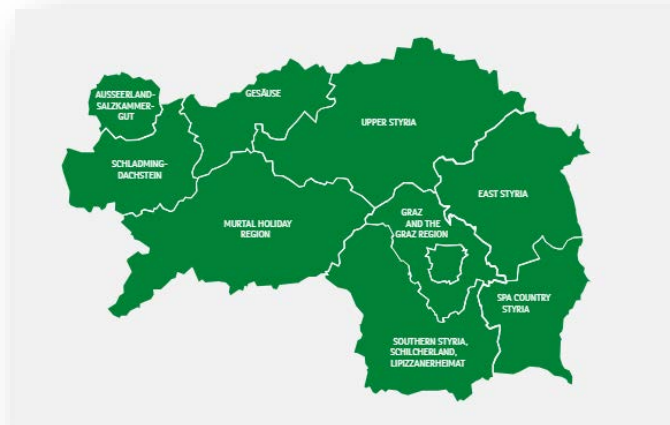 AUSSEERLAND-
SALZKAMMER-
GUT
GESÄUSE
UPPER STYRIA
SCHLADMING-
DACHSTEIN
EAST STYRIA
MURTAL HOLIDAY
REGION
GRAZ
AND THE
GRAZ REGION
SPA COUNTRY
STYRIA
SOUTHERN STYRIA,
SCHILCHERLAND,
LIPIZZANERHEIMAT